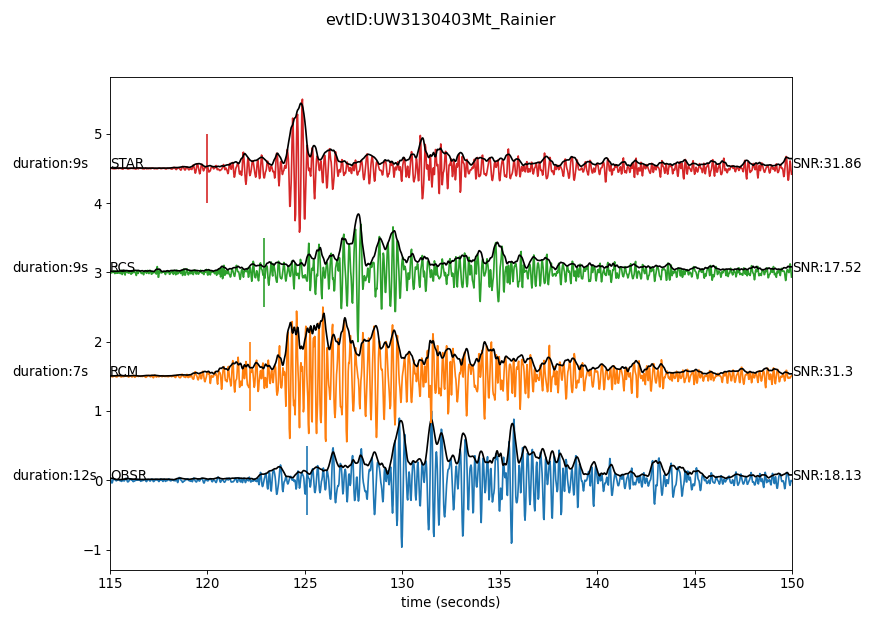 evtID:UW3130403Mt_Rainier
5
duration:9s STAR SNR:31.86
4
duration:9s RCS SNR:17.52
3
2
duration:7s RCM SNR:31.3
1
duration:12s OBSR SNR:18.13
0
−1
115 120 125 130 135 140 145 150
time (seconds)